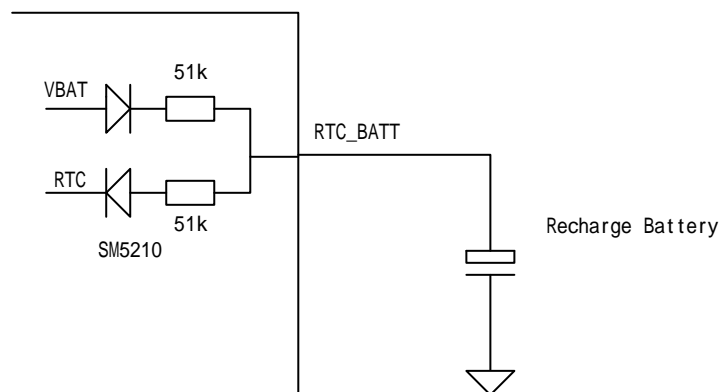 51k
VBAT
RTC_BATT
RTC
51k
Recharge Battery
SM5210